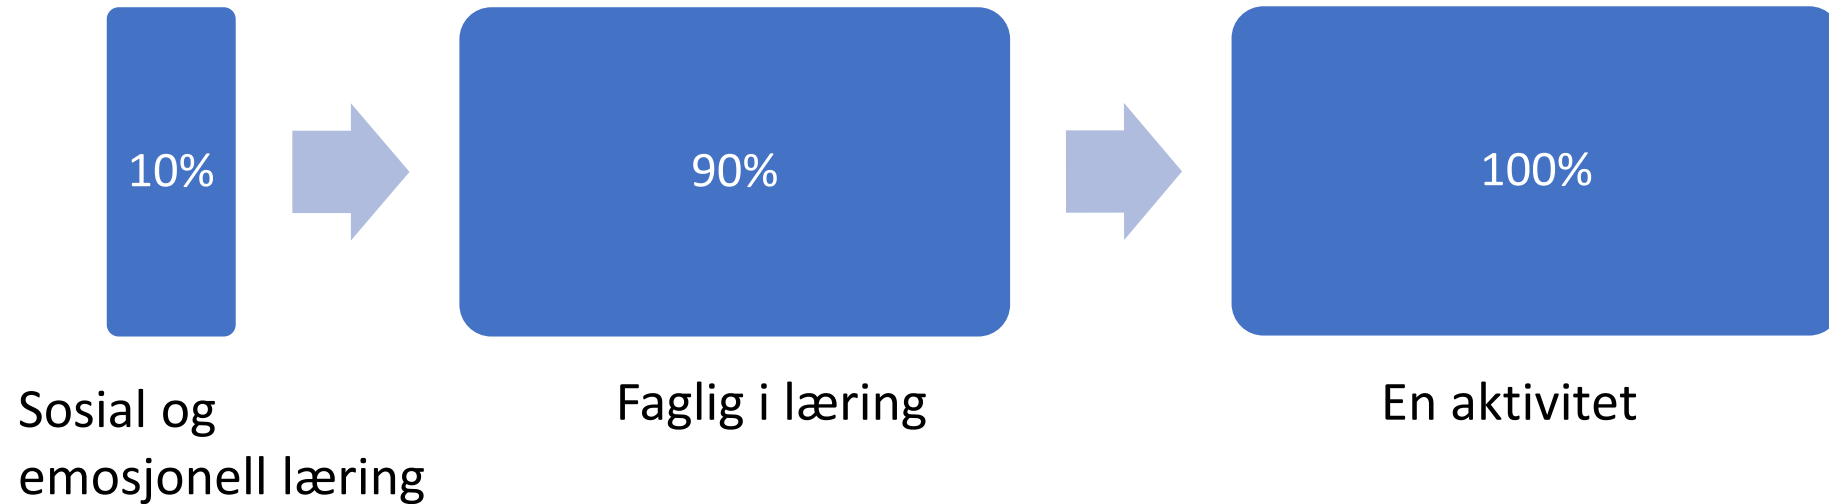 10%
90%
100%
Sosial og
emosjonell læring
Faglig i læring
En aktivitet